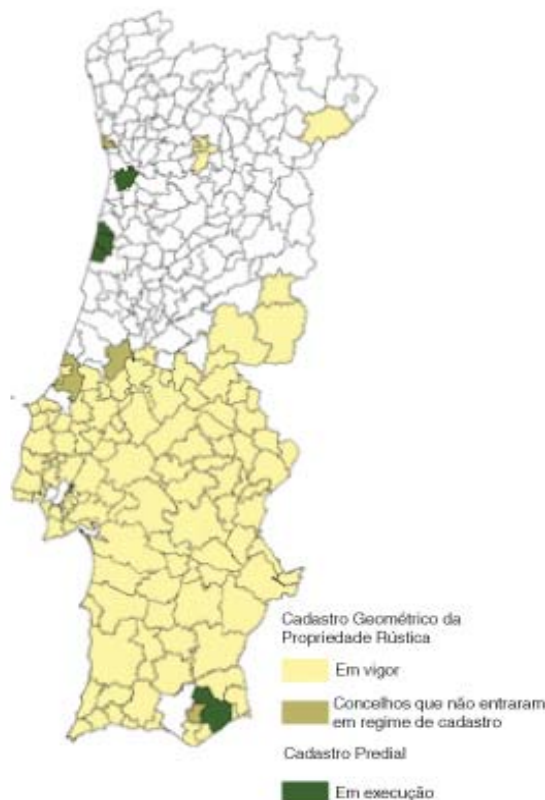 Cadastro Geométrico da
Propriedade Rústica
Em vigor
Concelhos que não entraram
em regime de cadastro
Cadastro Predial
Em execução